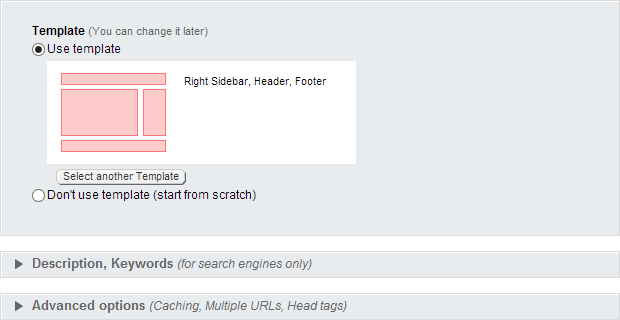 Template (You can change it later)
Use template
Right Sidebar, Header, Footer
Select another Template
Don't use template (start from scratch)
Description, Keywords (for search engines only)
Advanced options (Caching, Multiple URLs, Head tags)